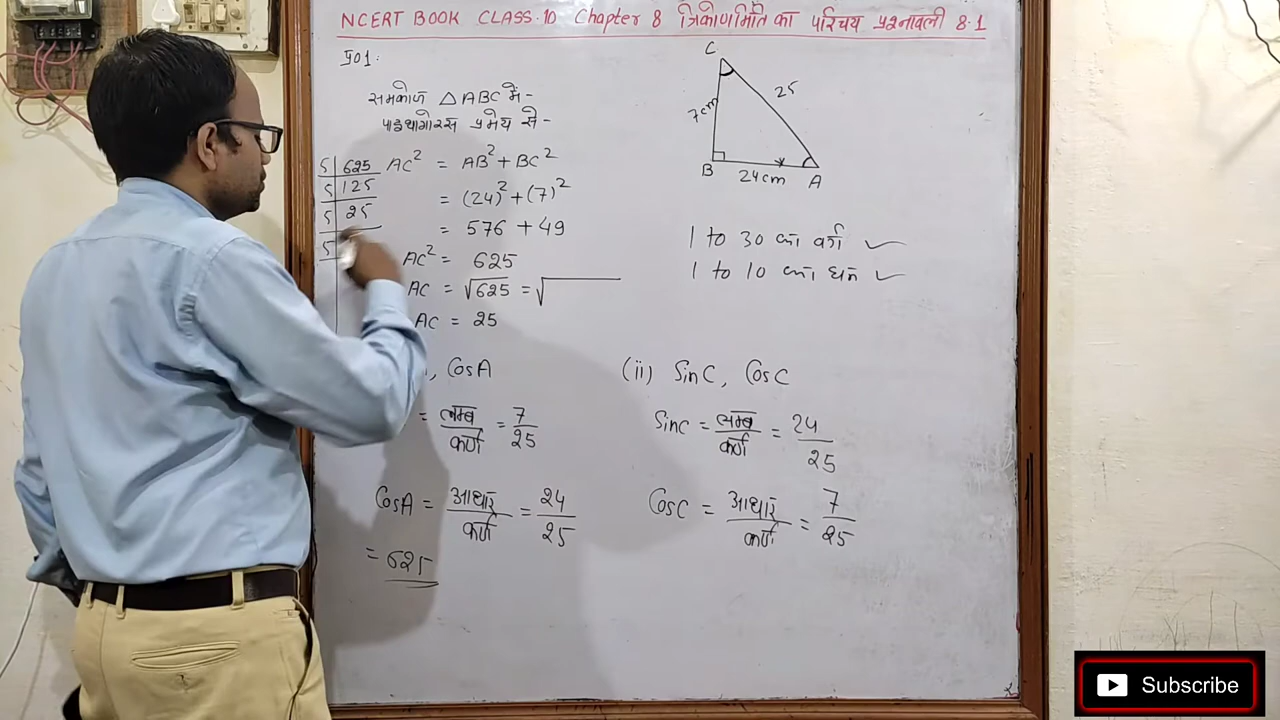 NCERT BOOK CLASS.10 Chapter 8 त्रिकोणमिति का परिचय प्रश्नावली 8.1
प्र01:
समकोण △ABC में-
पाइथागोरस प्रमेय से-
5 | 625
5 | 125
5 | 25
5
AC² = AB² + BC²
= (24)² + (7)²
= 576 + 49
AC² = 625
AC = √625 = √
AC = 25
, CosA
= लम्ब/कर्ण = 7/25
CosA = आधार/कर्ण = 24/25
= 625
C
7cm
25
B
24cm
A
1 to 30 का वर्ग ✓
1 to 10 का घन ✓
(ii) SinC, CosC
SinC = लम्ब/कर्ण = 24/25
CosC = आधार/कर्ण = 7/25
Subscribe